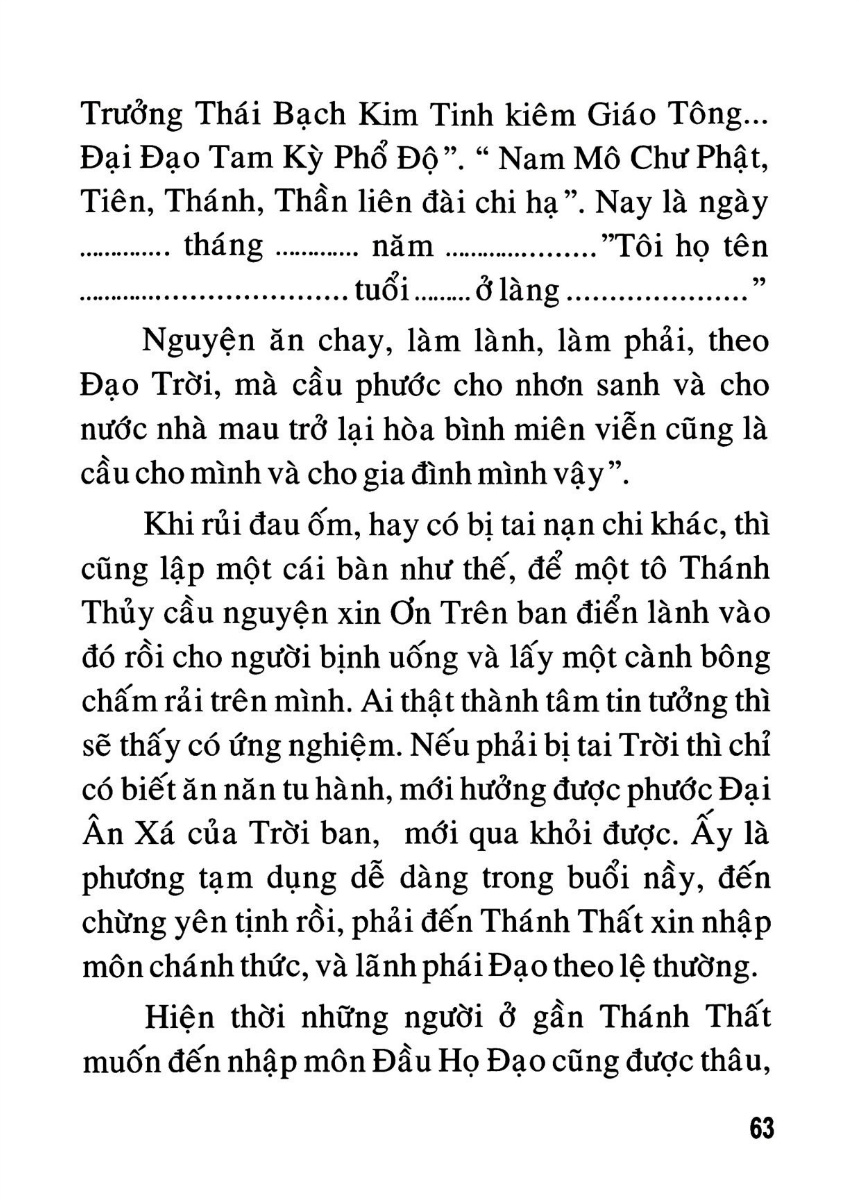 Trưởng Thái Bạch Kim Tinh kiêm Giáo Tông...
Đại Đạo Tam Kỳ Phổ Độ”. “ Nam Mô Chư Phật,
Tiên, Thánh, Thần liên đài chi hạ”. Nay là ngày
.............. tháng ............. năm ........................”Tôi họ tên
........................................ tuổi ......... ở làng ........................”
Nguyện ăn chay, làm lành, làm phải, theo
Đạo Trời, mà cầu phước cho nhơn sanh và cho
nước nhà mau trở lại hòa bình miên viễn cũng là
cầu cho mình và cho gia đình mình vậy”.
Khi rủi đau ốm, hay có bị tai nạn chi khác, thì
cũng lập một cái bàn như thế, để một tô Thánh
Thủy cầu nguyện xin Ơn Trên ban điển lành vào
đó rồi cho người bịnh uống và lấy một cành bông
chấm rải trên mình. Ai thật thành tâm tin tưởng thì
sẽ thấy có ứng nghiệm. Nếu phải bị tai Trời thì chỉ
có biết ăn năn tu hành, mới hưởng được phước Đại
Ân Xá của Trời ban, mới qua khỏi được. Ấy là
phương tạm dụng dễ dàng trong buổi nầy, đến
chừng yên tịnh rồi, phải đến Thánh Thất xin nhập
môn chánh thức, và lãnh phái Đạo theo lệ thường.
Hiện thời những người ở gần Thánh Thất
muốn đến nhập môn Đầu Họ Đạo cũng được thâu,
63